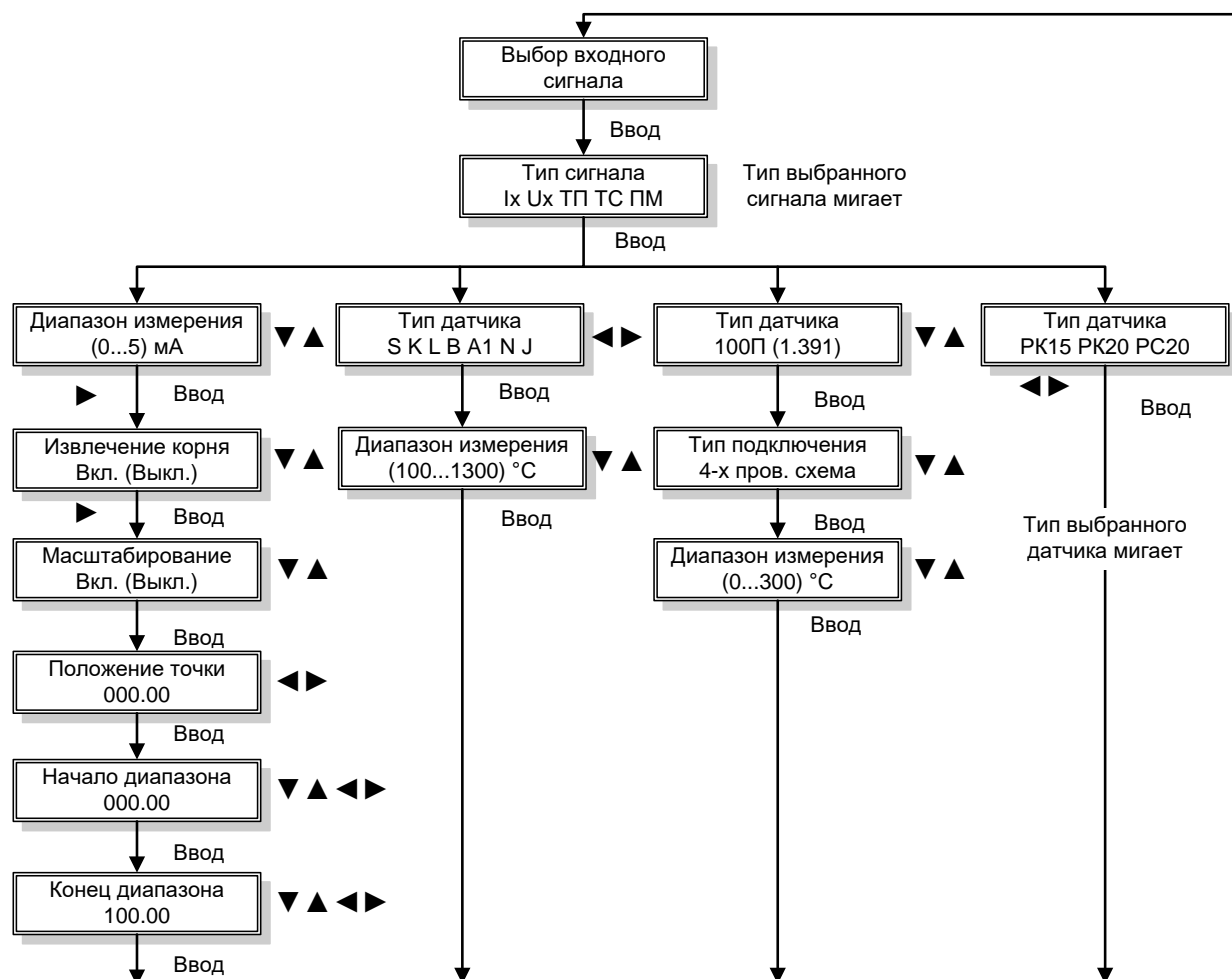 Выбор входного
сигнала
Ввод
Тип сигнала
Ix Ux ТП ТС ПМ
Тип выбранного
сигнала мигает
Ввод
Диапазон измерения
(0...5) мА
▼ ▲
► Ввод
Извлечение корня
Вкл. (Выкл.)
▼ ▲
► Ввод
Масштабирование
Вкл. (Выкл.)
▼ ▲
Ввод
Положение точки
000.00
◄ ►
Ввод
Начало диапазона
000.00
▼ ▲ ◄ ►
Ввод
Конец диапазона
100.00
▼ ▲ ◄ ►
Ввод
Тип датчика
S K L B A1 N J
◄ ►
Ввод
Диапазон измерения
(100...1300) °C
▼ ▲
Ввод
Тип датчика
100П (1.391)
▼ ▲
Ввод
Тип подключения
4-х пров. схема
▼ ▲
Ввод
Диапазон измерения
(0...300) °C
▼ ▲
Ввод
Тип датчика
РК15 РК20 РС20
◄ ►
Ввод
Тип выбранного
датчика мигает